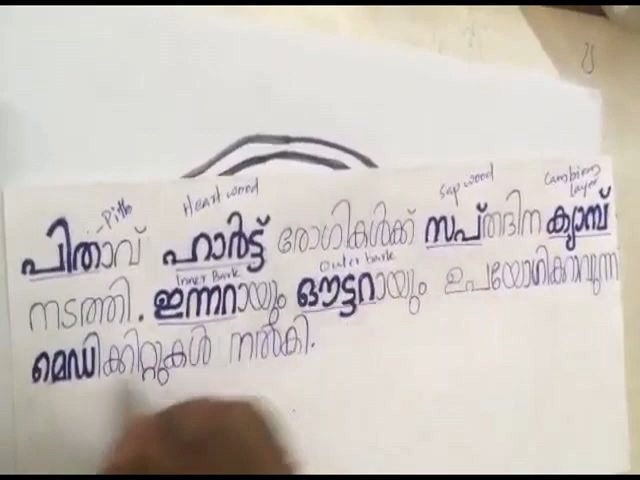 Pith Heart wood Sap wood Cambium layer
പിതാവ് ഹാർട്ട് രോഗികൾക്ക് സപ്തദിന ക്യാമ്പ്
Inner Bark Outer bark
നടത്തി. ഇന്നറായും ഔട്ടറായും ഉപയോഗിക്കാവുന്ന
മെഡിക്കിറ്റുകൾ നൽകി.